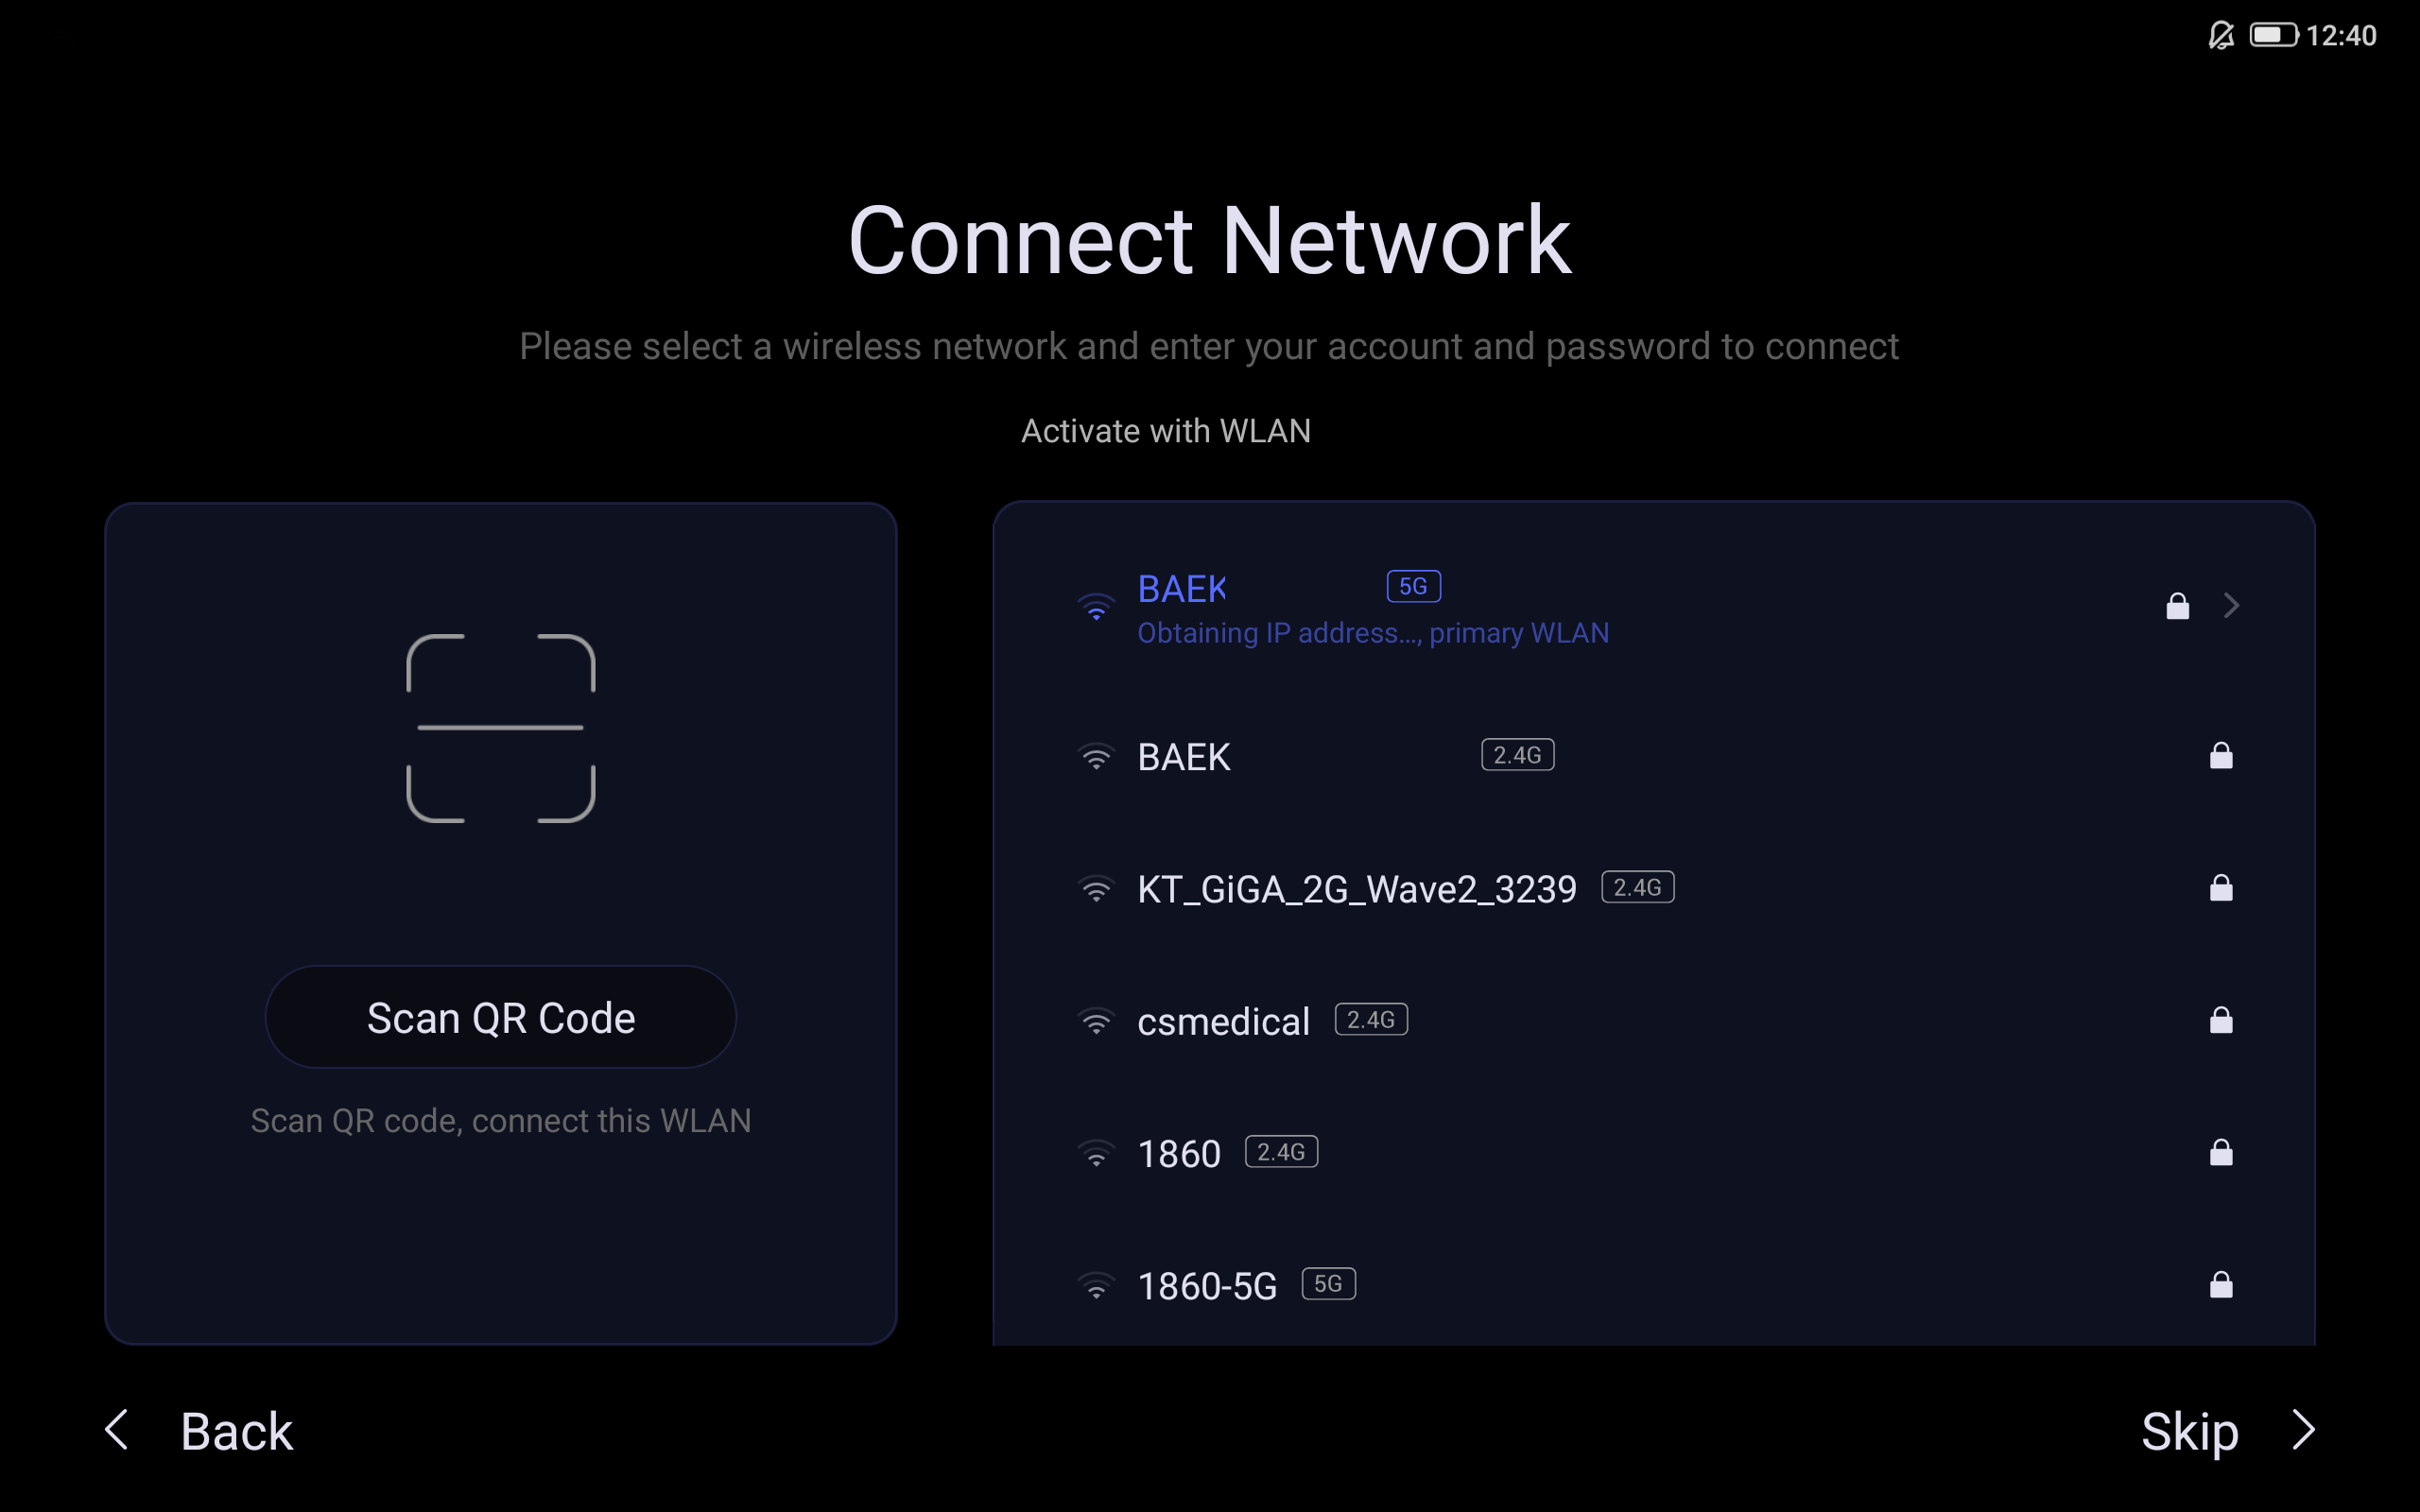 12:40
Connect Network
Please select a wireless network and enter your account and password to connect
Activate with WLAN
Scan QR Code
Scan QR code, connect this WLAN
BAEK 5G
Obtaining IP address..., primary WLAN
BAEK 2.4G
KT_GiGA_2G_Wave2_3239 2.4G
csmedical 2.4G
1860 2.4G
1860-5G 5G
Back
Skip